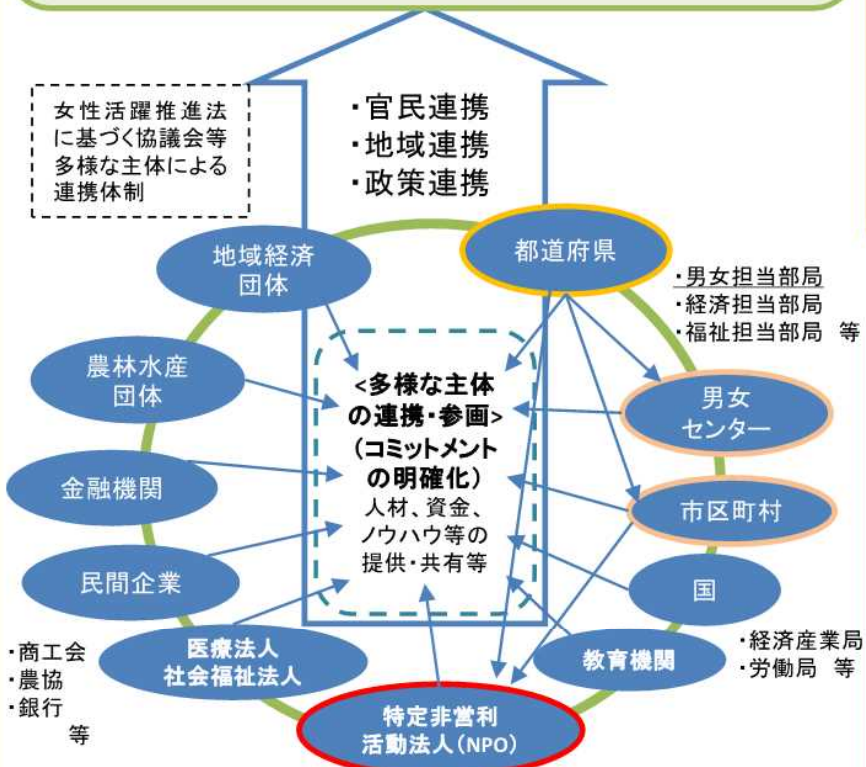 女性活躍推進法
に基づく協議会等
多様な主体による
連携体制
・官民連携
・地域連携
・政策連携
地域経済
団体
都道府県
・男女担当部局
・経済担当部局
・福祉担当部局 等
農林水産
団体
<多様な主体
の連携・参画>
(コミットメント
の明確化)
人材、資金、
ノウハウ等の
提供・共有等
男女
センター
金融機関
市区町村
民間企業
国
・商工会
・農協
・銀行
等
医療法人
社会福祉法人
教育機関
・経済産業局
・労働局 等
特定非営利
活動法人(NPO)